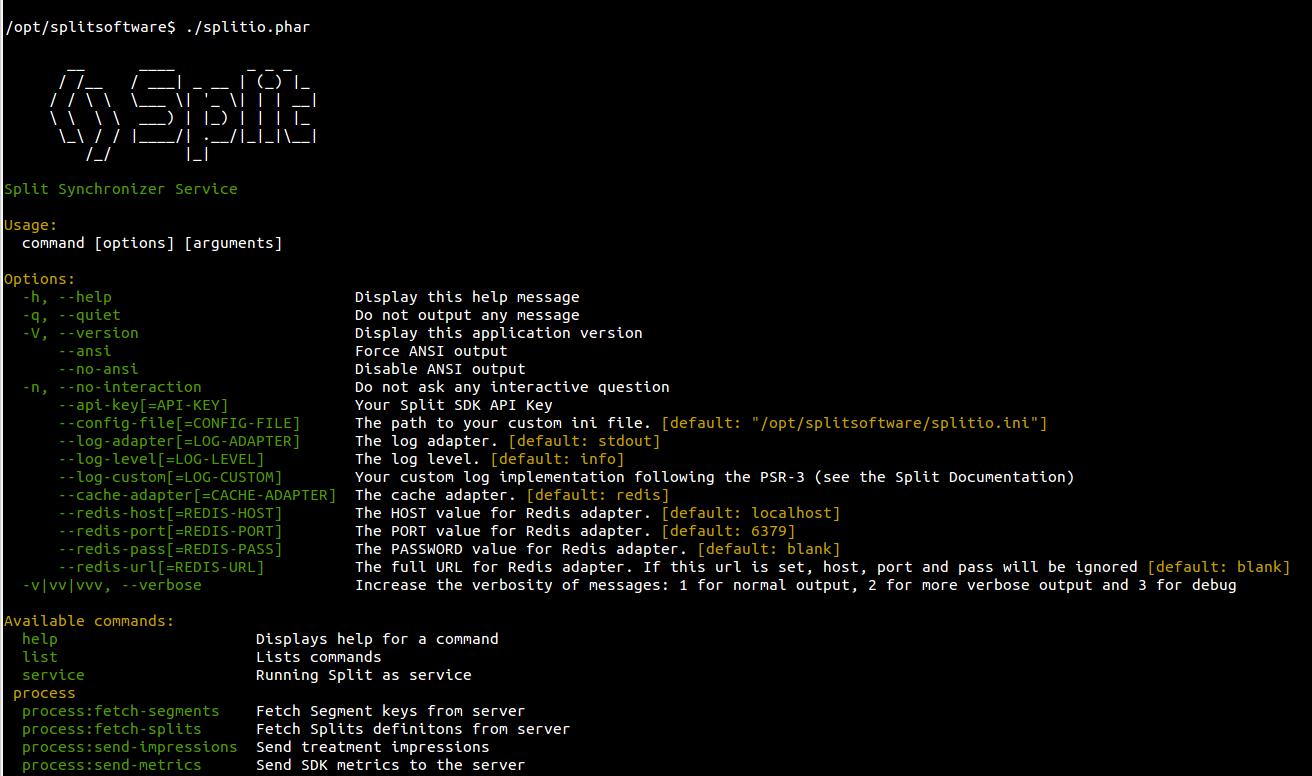 /opt/splitsoftware$ ./splitio.phar
Split
Split Synchronizer Service
Usage:
command [options] [arguments]
Options:
-h, --help Display this help message
-q, --quiet Do not output any message
-V, --version Display this application version
--ansi Force ANSI output
--no-ansi Disable ANSI output
-n, --no-interaction Do not ask any interactive question
--api-key[=API-KEY] Your Split SDK API Key
--config-file[=CONFIG-FILE] The path to your custom ini file. [default: "/opt/splitsoftware/splitio.ini"]
--log-adapter[=LOG-ADAPTER] The log adapter. [default: stdout]
--log-level[=LOG-LEVEL] The log level. [default: info]
--log-custom[=LOG-CUSTOM] Your custom log implementation following the PSR-3 (see the Split Documentation)
--cache-adapter[=CACHE-ADAPTER] The cache adapter. [default: redis]
--redis-host[=REDIS-HOST] The HOST value for Redis adapter. [default: localhost]
--redis-port[=REDIS-PORT] The PORT value for Redis adapter. [default: 6379]
--redis-pass[=REDIS-PASS] The PASSWORD value for Redis adapter. [default: blank]
--redis-url[=REDIS-URL] The full URL for Redis adapter. If this url is set, host, port and pass will be ignored [default: blank]
-v|vv|vvv, --verbose Increase the verbosity of messages: 1 for normal output, 2 for more verbose output and 3 for debug
Available commands:
help Displays help for a command
list Lists commands
service Running Split as service
process
process:fetch-segments Fetch Segment keys from server
process:fetch-splits Fetch Splits definitons from server
process:send-impressions Send treatment impressions
process:send-metrics Send SDK metrics to the server